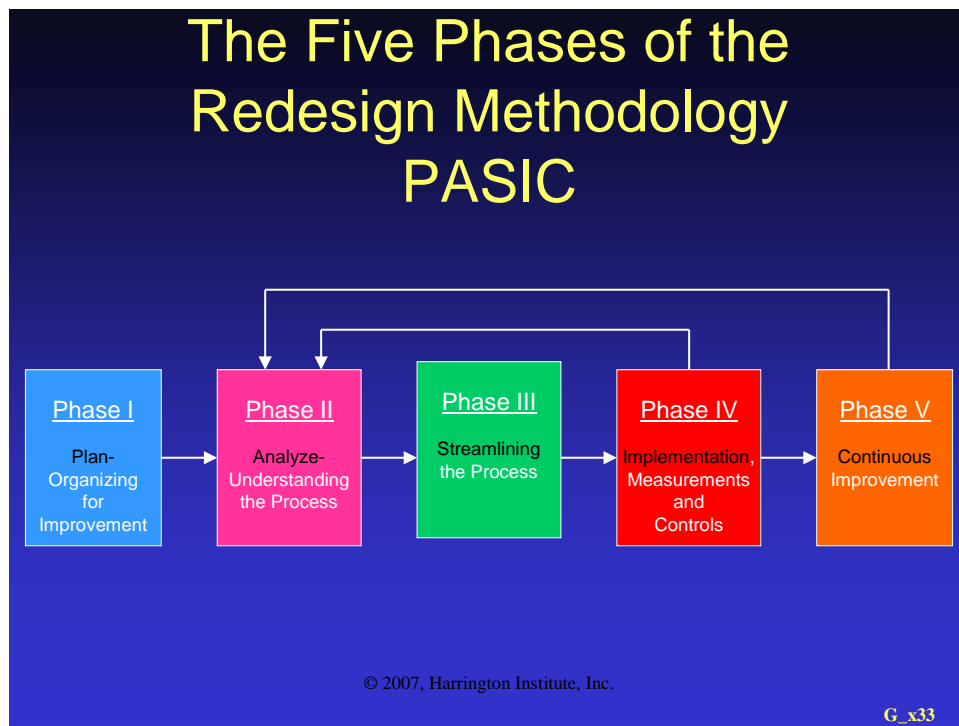 The Five Phases of the
Redesign Methodology
PASIC
Phase I
Plan-
Organizing
for
Improvement
Phase II
Analyze-
Understanding
the Process
Phase III
Streamlining
the Process
Phase IV
Implementation,
Measurements
and
Controls
Phase V
Continuous
Improvement
© 2007, Harrington Institute, Inc.
G_x33